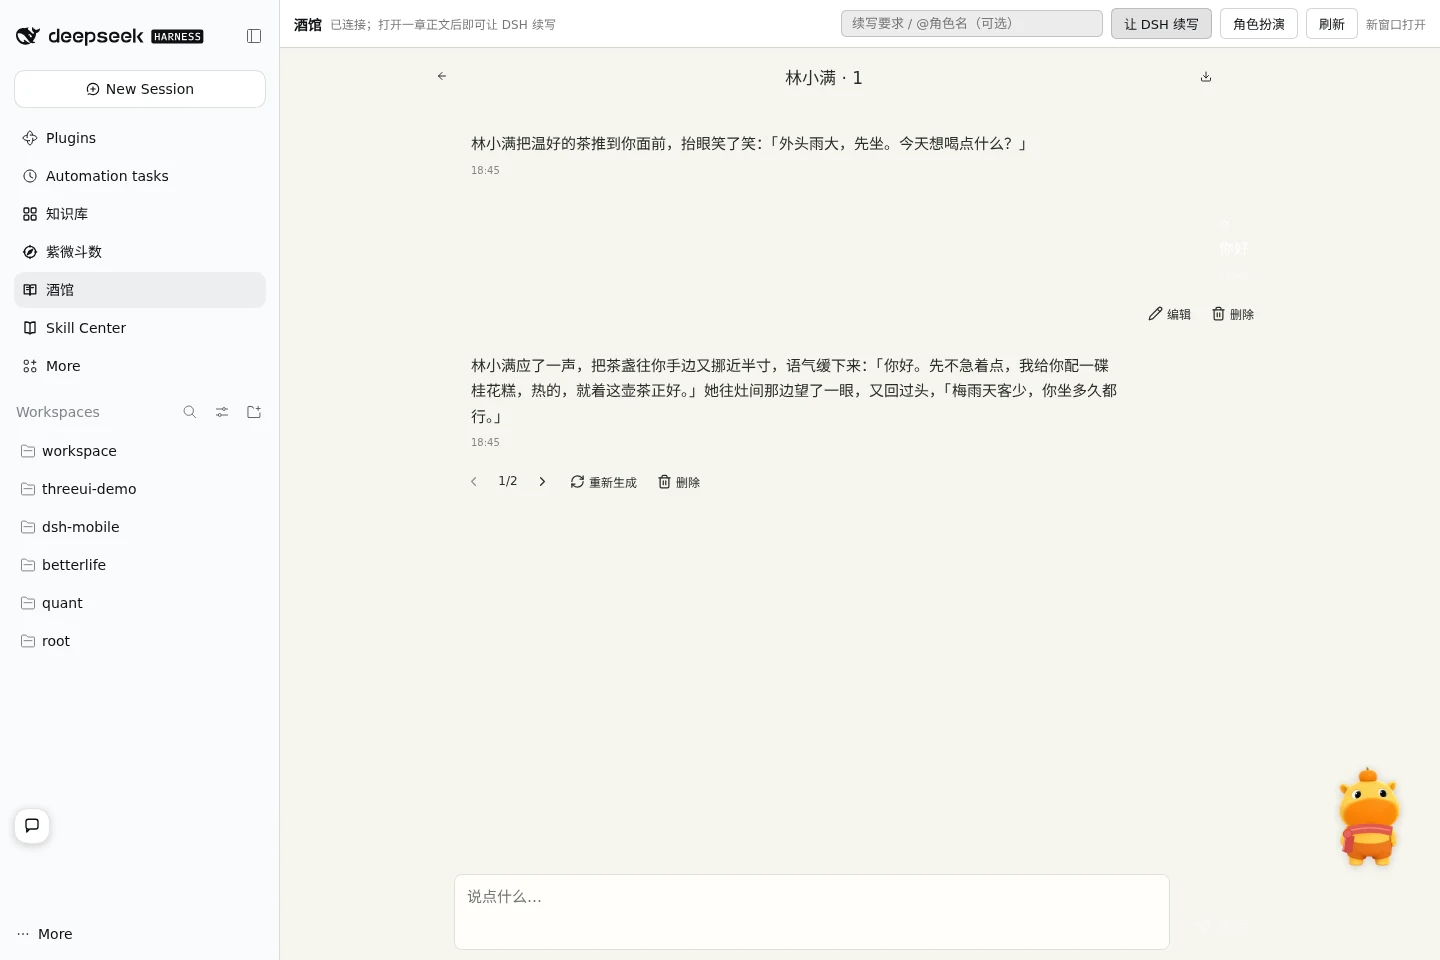 deepseek HARNESS
New Session
Plugins
Automation tasks
知识库
紫微斗数
酒馆
Skill Center
More
Workspaces
workspace
threeui-demo
dsh-mobile
betterlife
quant
root
More
酒馆 已连接；打开一章正文后即可让 DSH 续写
续写要求 / @角色名（可选）
让 DSH 续写
角色扮演
刷新
新窗口打开
林小满 · 1
林小满把温好的茶推到你面前，抬眼笑了笑：「外头雨大，先坐。今天想喝点什么？」
18:45
你好
编辑
删除
林小满应了一声，把茶盏往你手边又挪近半寸，语气缓下来：「你好。先不急着点，我给你配一碟
桂花糕，热的，就着这壶茶正好。」她往灶间那边望了一眼，又回过头，「梅雨天客少，你坐多久都
行。」
18:45
1/2
重新生成
删除
说点什么...